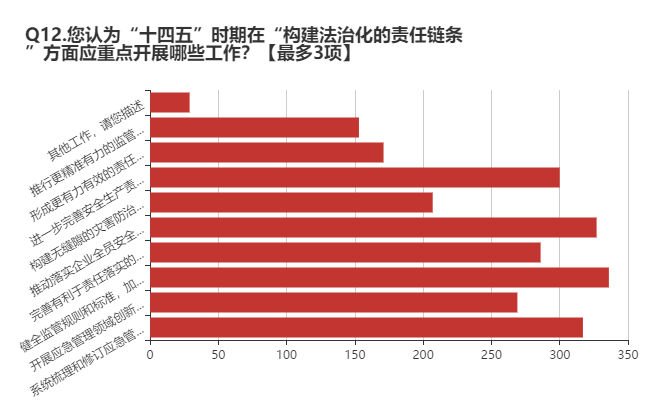 Q12.您认为“十四五”时期在“构建法治化的责任链条
”方面应重点开展哪些工作？【最多3项】
其他工作，请您描述
推行更精准有力的监管...
形成更有力有效的责任...
进一步完善安全生产责...
构建无缝隙的灾害防治...
推动落实企业全员安全...
完善有利于责任落实的...
健全监管规则和标准，加...
开展应急管理领域创新...
系统梳理和修订应急管...
0 50 100 150 200 250 300 350